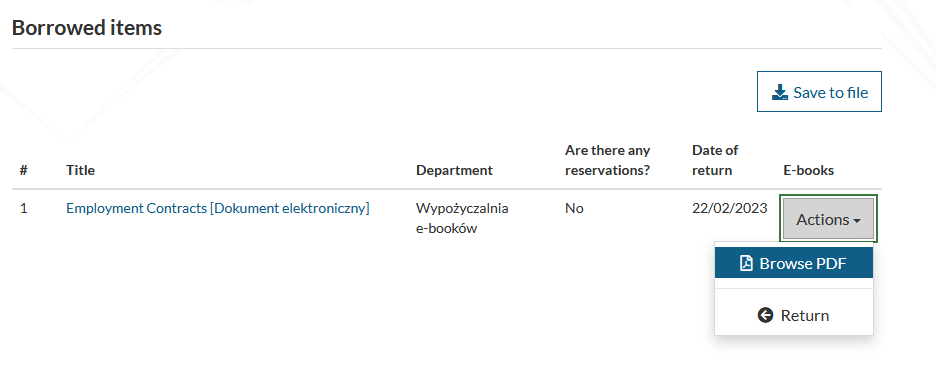 Borrowed items
Save to file
# Title Department Are there any reservations? Date of return E-books
1 Employment Contracts [Dokument elektroniczny] Wypożyczalnia e-booków No 22/02/2023 Actions
Browse PDF
Return